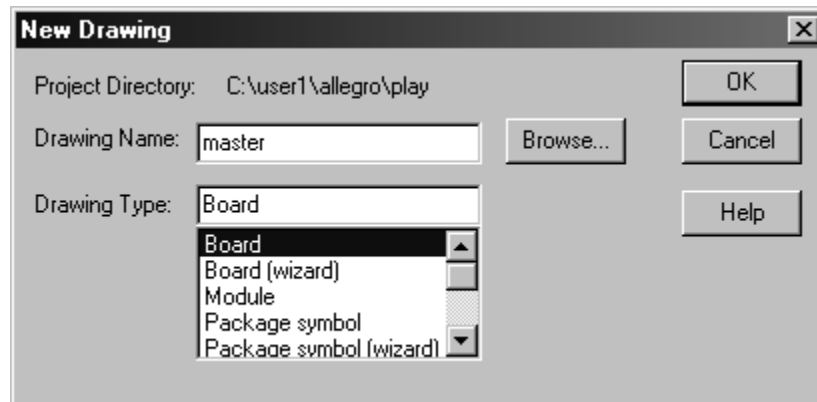 New Drawing
Project Directory: C:\user1\allegro\play
OK
Drawing Name: master
Browse...
Cancel
Drawing Type: Board
Help
Board
Board (wizard)
Module
Package symbol
Package symbol (wizard)